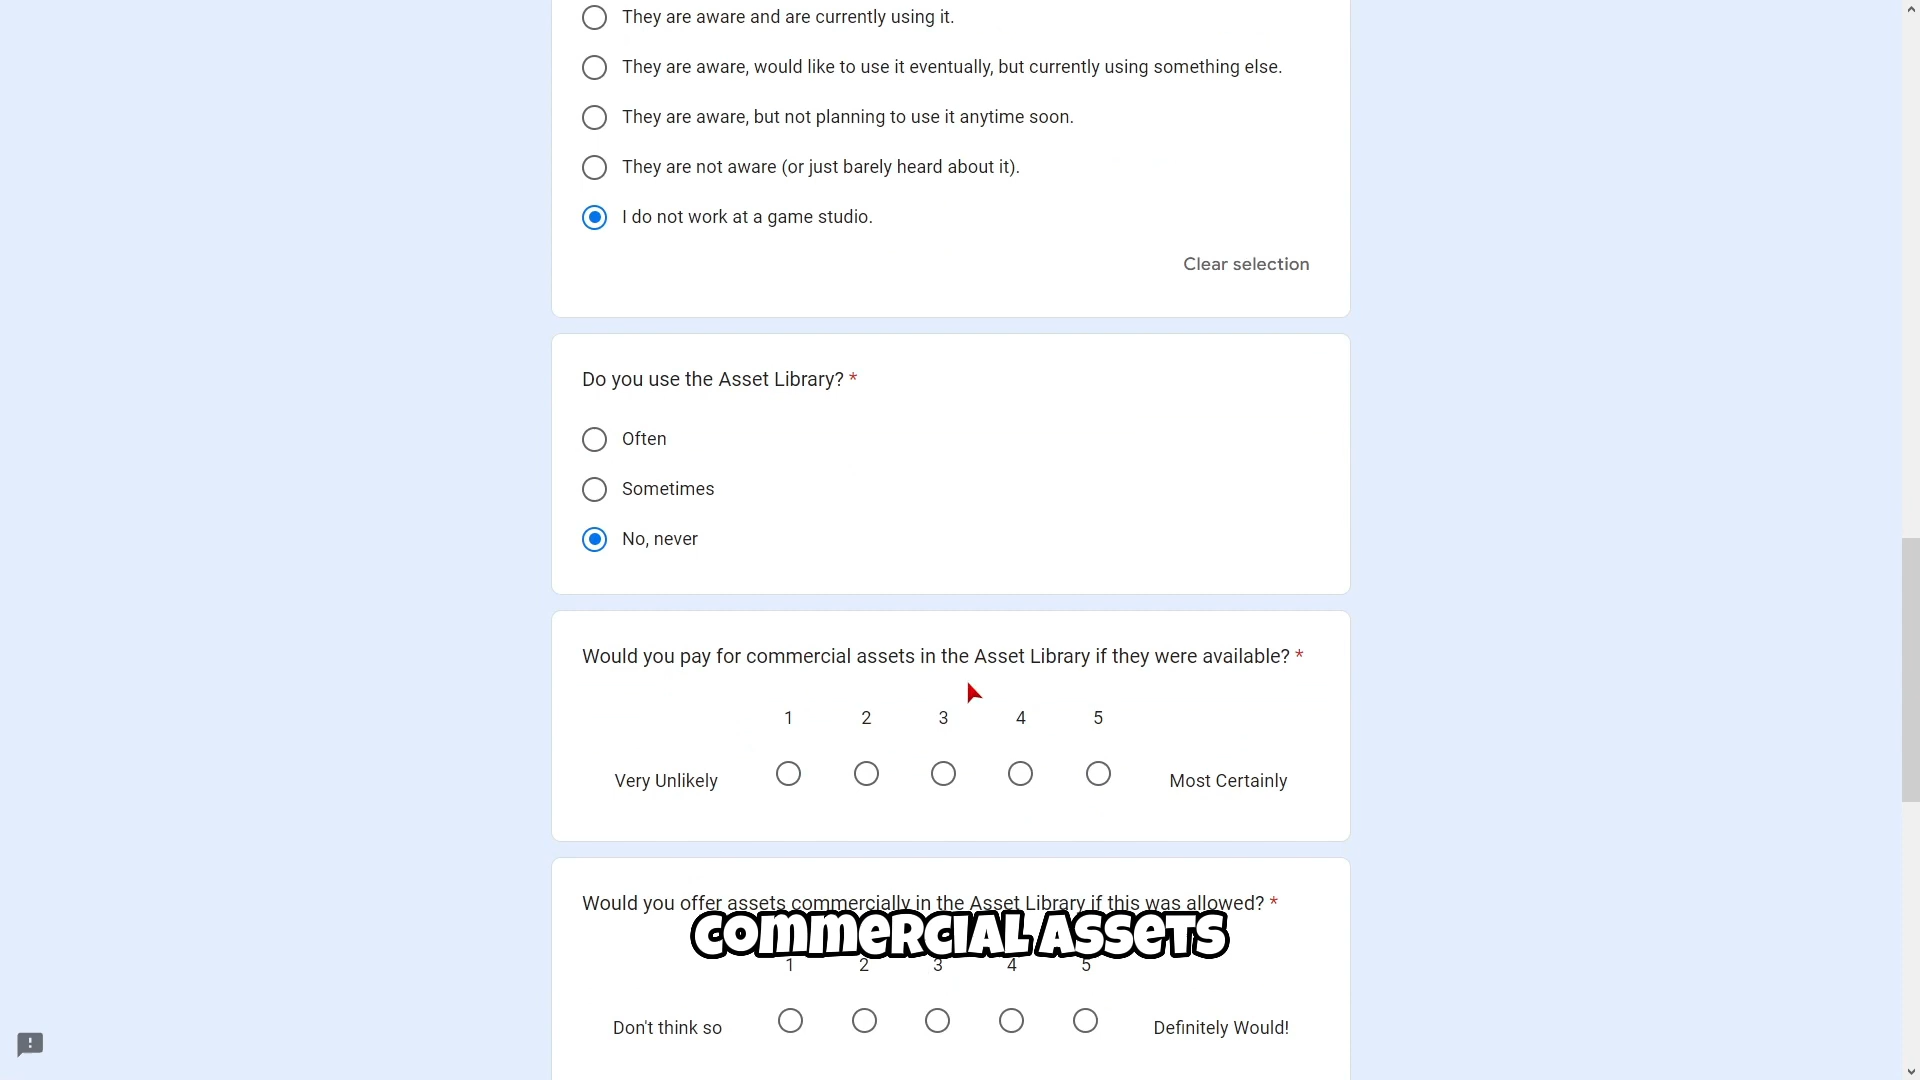 They are aware and are currently using it.
They are aware, would like to use it eventually, but currently using something else.
They are aware, but not planning to use it anytime soon.
They are not aware (or just barely heard about it).
I do not work at a game studio.
Clear selection
Do you use the Asset Library? *
Often
Sometimes
No, never
Would you pay for commercial assets in the Asset Library if they were available? *
1 2 3 4 5
Very Unlikely Most Certainly
Would you offer assets commercially in the Asset Library if this was allowed? *
COMMERCIAL ASSETS
1 2 3 4 5
Don't think so Definitely Would!